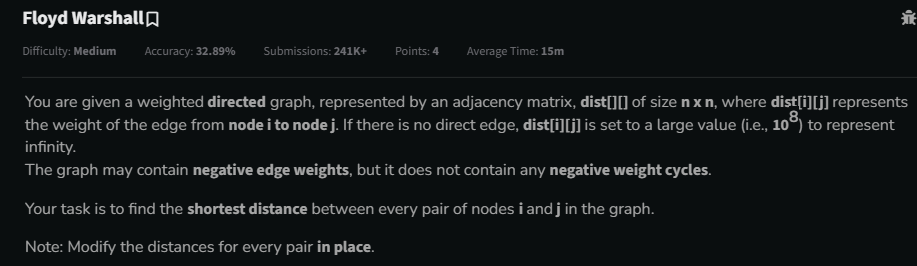 Floyd Warshall
Difficulty: Medium Accuracy: 32.89% Submissions: 241K+ Points: 4 Average Time: 15m
You are given a weighted directed graph, represented by an adjacency matrix, dist[][] of size n x n, where dist[i][j] represents
the weight of the edge from node i to node j. If there is no direct edge, dist[i][j] is set to a large value (i.e., 10⁸) to represent
infinity.
The graph may contain negative edge weights, but it does not contain any negative weight cycles.
Your task is to find the shortest distance between every pair of nodes i and j in the graph.
Note: Modify the distances for every pair in place.